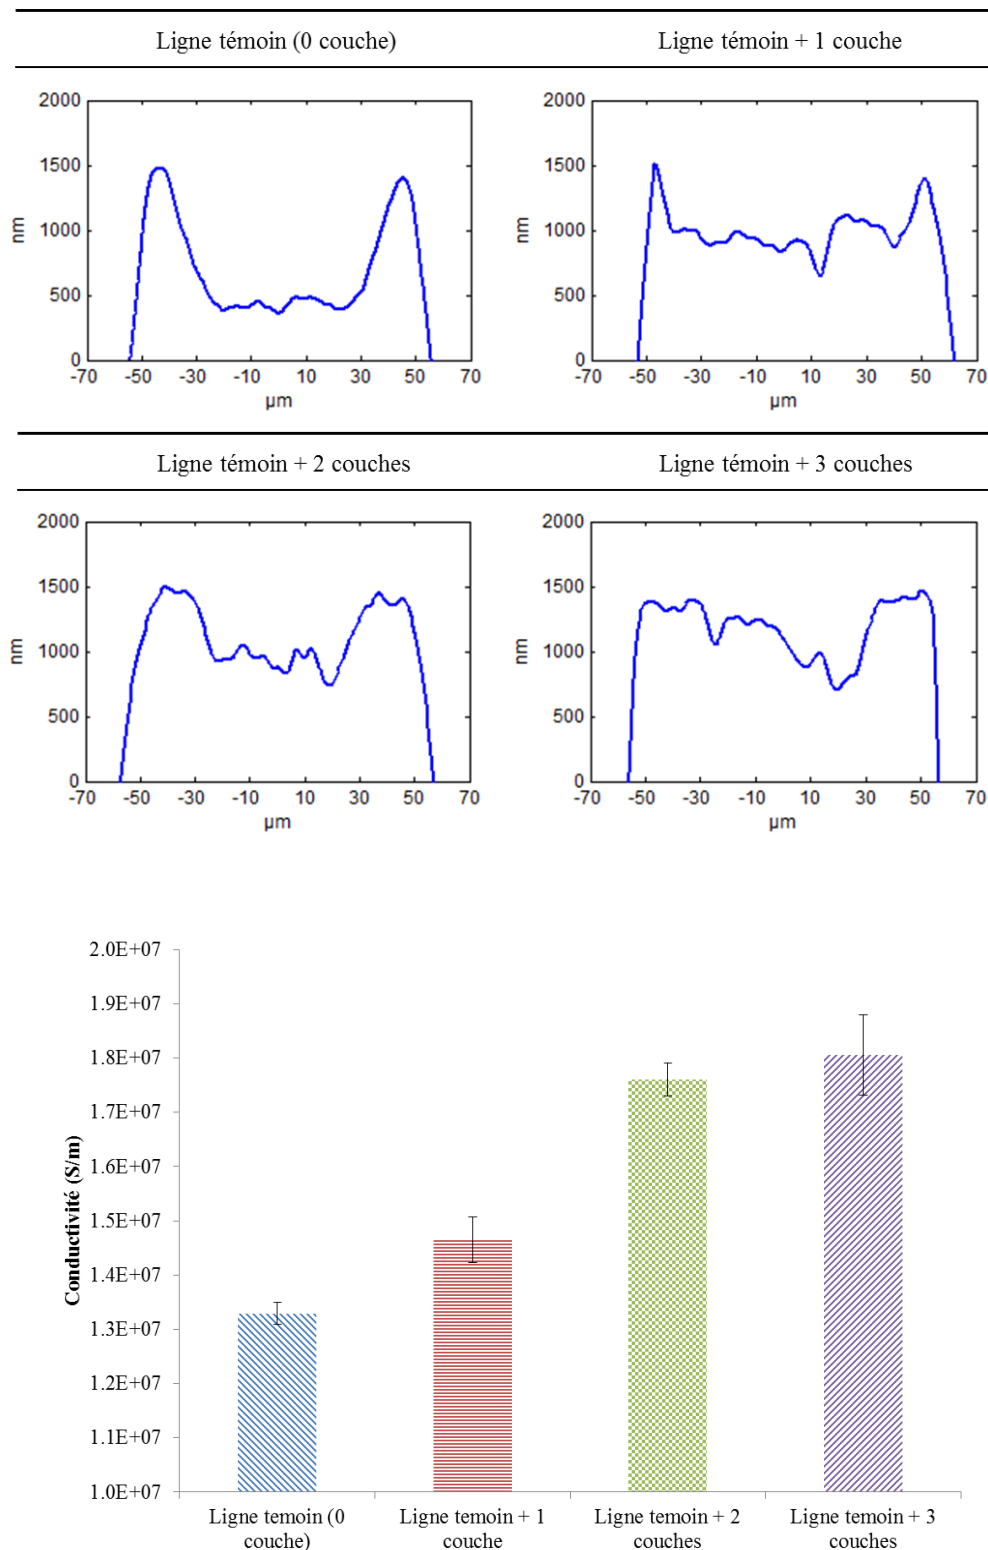 Ligne témoin (0 couche)
Ligne témoin + 1 couche
2000
1500
1000
500
0
nm
-70 -50 -30 -10 10 30 50 70
µm
2000
1500
1000
500
0
nm
-70 -50 -30 -10 10 30 50 70
µm
Ligne témoin + 2 couches
Ligne témoin + 3 couches
2000
1500
1000
500
0
nm
-70 -50 -30 -10 10 30 50 70
µm
2000
1500
1000
500
0
nm
-70 -50 -30 -10 10 30 50 70
µm
Conductivité (S/m)
2.0E+07
1.9E+07
1.8E+07
1.7E+07
1.6E+07
1.5E+07
1.4E+07
1.3E+07
1.2E+07
1.1E+07
1.0E+07
Ligne temoin (0
couche)
Ligne temoin + 1
couche
Ligne temoin + 2
couches
Ligne temoin + 3
couches